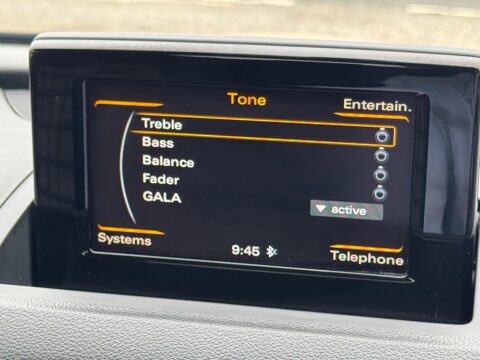 Tone
Entertain.
Treble
Bass
Balance
Fader
GALA
active
Systems
9:45
Telephone